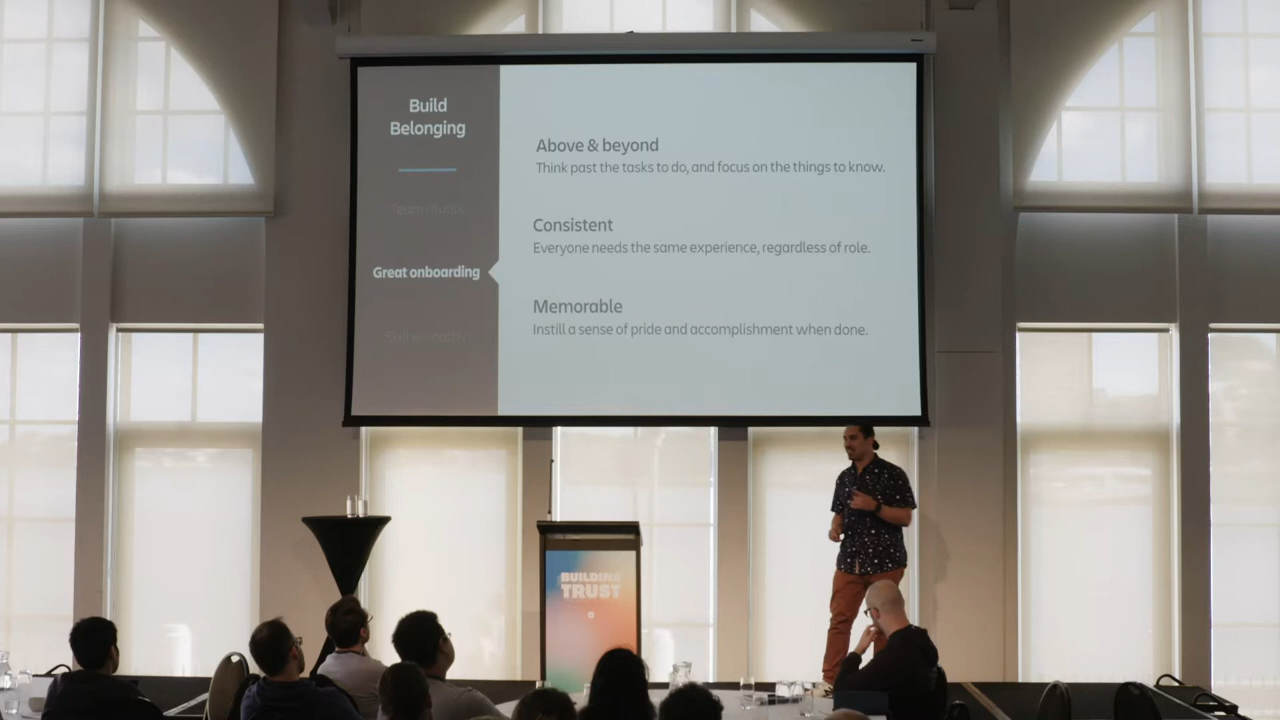 Build
Belonging
Team rituals
Great onboarding
Above & beyond
Think past the tasks to do, and focus on the things to know.
Consistent
Everyone needs the same experience, regardless of role.
Memorable
Instill a sense of pride and accomplishment when done.
BUILDING
TRUST